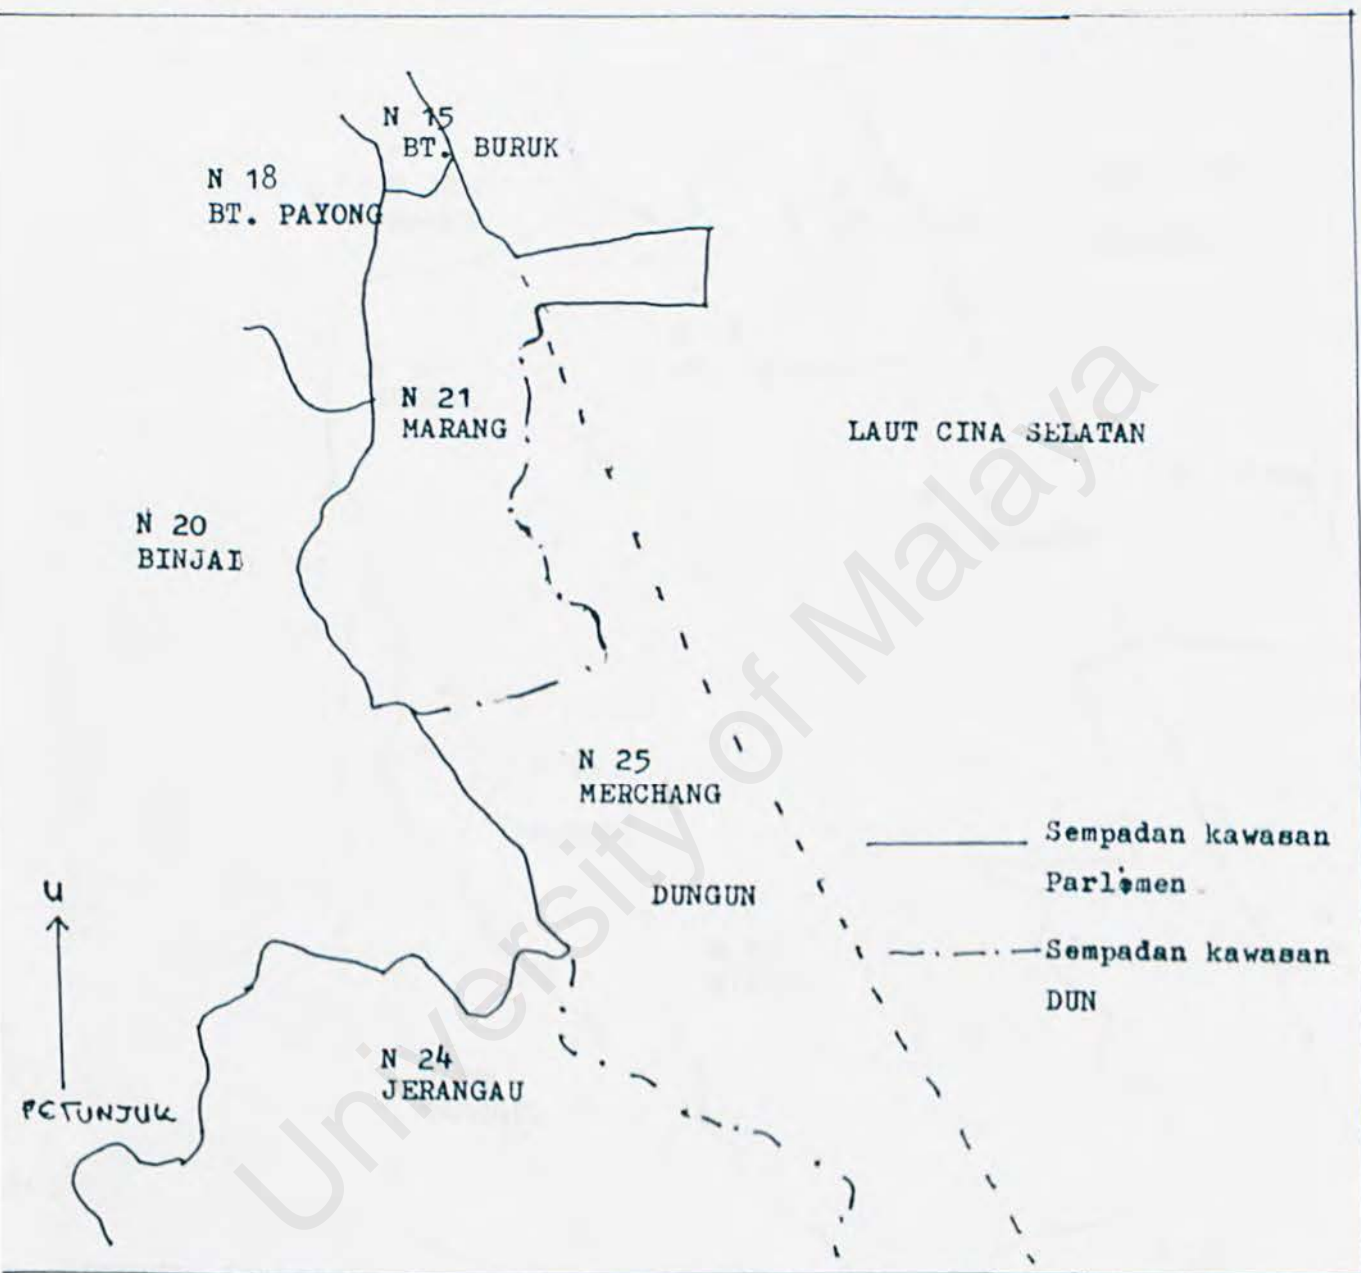 N 15
BT. BURUK
N 18
BT. PAYONG
N 21
MARANG
LAUT CINA SELATAN
N 20
BINJAI
N 25
MERCHANG
DUNGUN
Sempadan kawasan
Parlemen
Sempadan kawasan
DUN
U
PETUNJUK
N 24
JERANGAU
University of Malaya